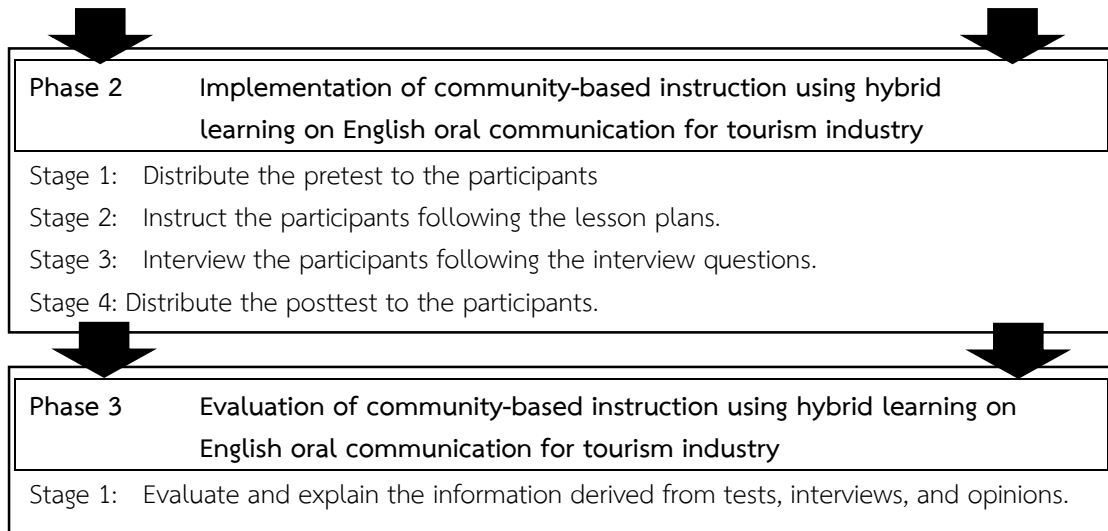 Phase 2 Implementation of community-based instruction using hybrid
learning on English oral communication for tourism industry
Stage 1: Distribute the pretest to the participants
Stage 2: Instruct the participants following the lesson plans.
Stage 3: Interview the participants following the interview questions.
Stage 4: Distribute the posttest to the participants.
Phase 3 Evaluation of community-based instruction using hybrid learning on
English oral communication for tourism industry
Stage 1: Evaluate and explain the information derived from tests, interviews, and opinions.